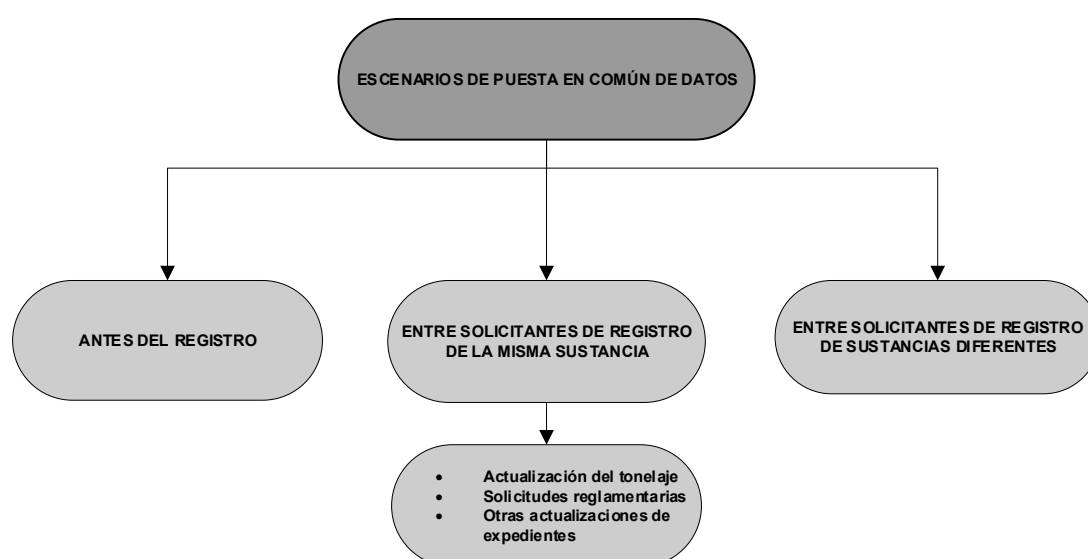 ESCENARIOS DE PUESTA EN COMÚN DE DATOS
ANTES DEL REGISTRO
ENTRE SOLICITANTES DE REGISTRO
DE LA MISMA SUSTANCIA
ENTRE SOLICITANTES DE REGISTRO
DE SUSTANCIAS DIFERENTES
• Actualización del tonelaje
• Solicitudes reglamentarias
• Otras actualizaciones de
expedientes